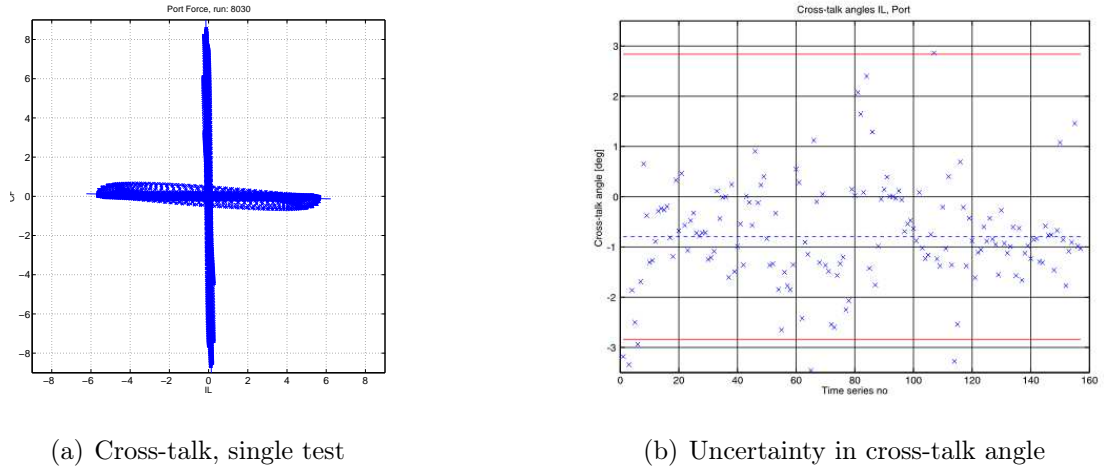 Port Force, run: 8030
8
6
4
2
0
−2
−4
−6
−8
−8 −6 −4 −2 0 2 4 6 8
IL
Cross-talk angles IL, Port
Cross-talk angle [deg]
3
2
1
0
-1
-2
-3
0 20 40 60 80 100 120 140 160
Time series no
(a) Cross-talk, single test
(b) Uncertainty in cross-talk angle